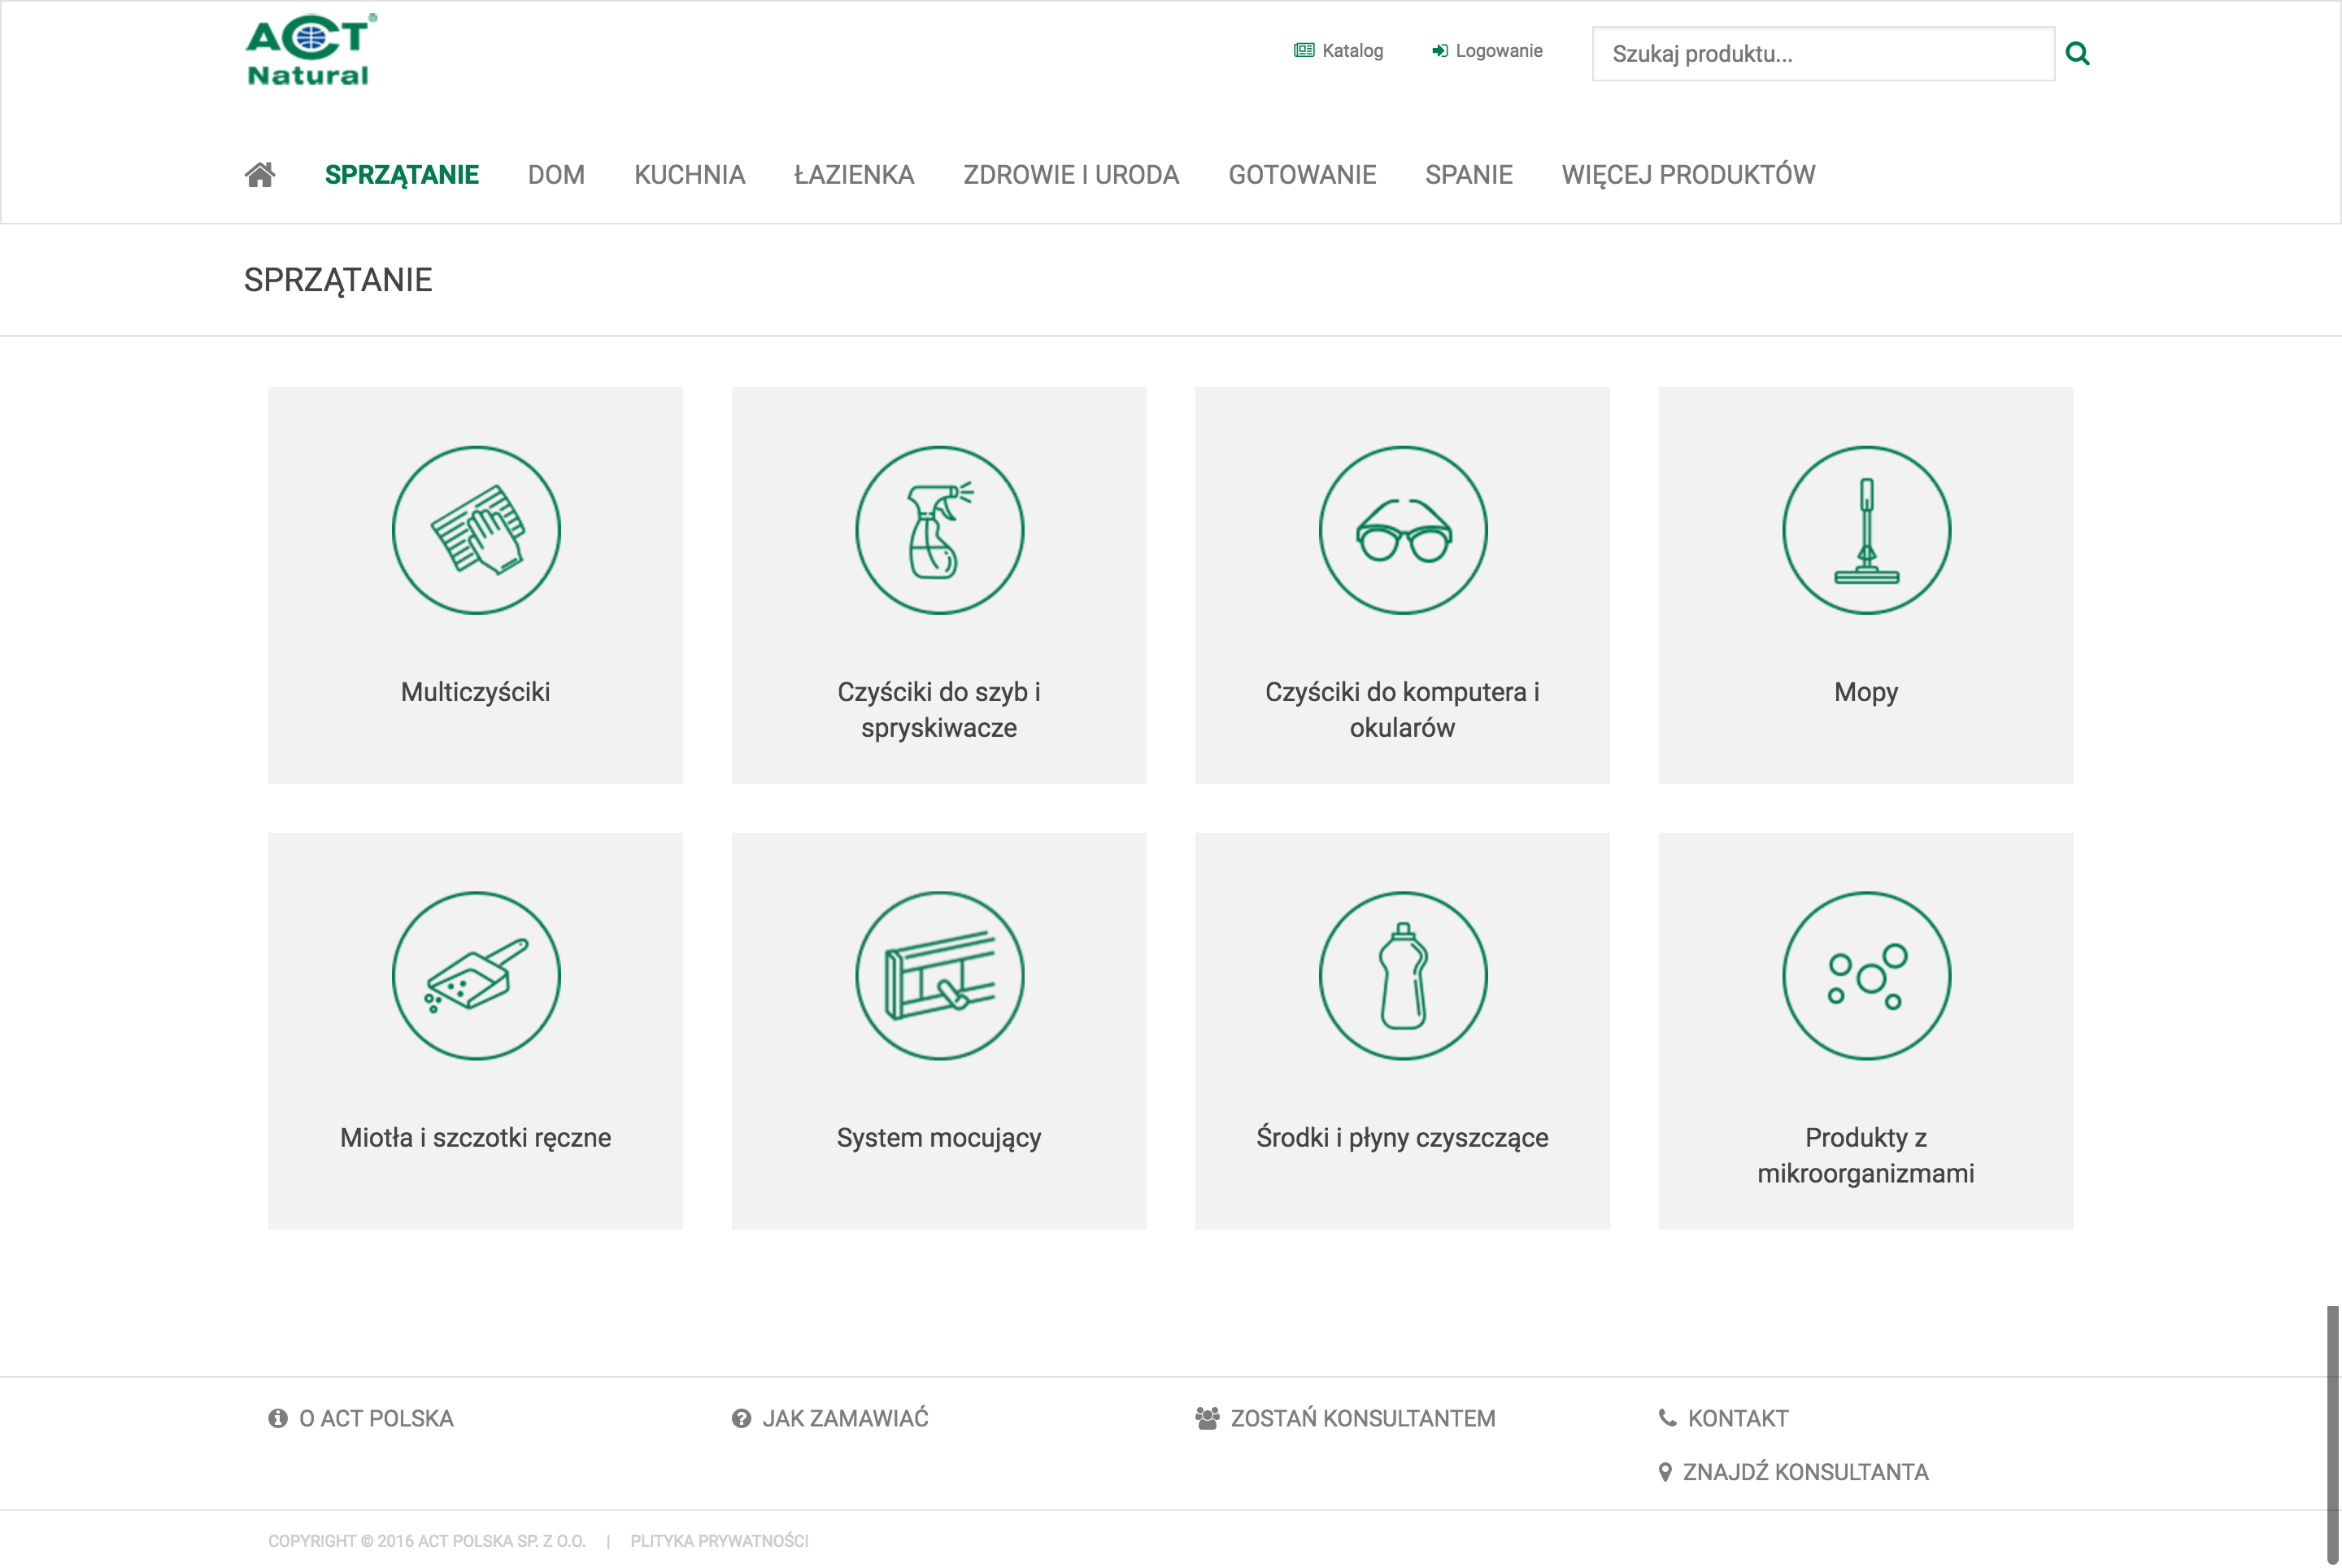 ACT®
Natural
Katalog
Logowanie
Szukaj produktu...
SPRZĄTANIE
DOM
KUCHNIA
ŁAZIENKA
ZDROWIE I URODA
GOTOWANIE
SPANIE
WIĘCEJ PRODUKTÓW
SPRZĄTANIE
Multiczyściki
Czyściki do szyb i
spryskiwacze
Czyściki do komputera i
okularów
Mopy
Miotła i szczotki ręczne
System mocujący
Środki i płyny czyszczące
Produkty z
mikroorganizmami
O ACT POLSKA
JAK ZAMAWIAĆ
ZOSTAŃ KONSULTANTEM
KONTAKT
ZNAJDŹ KONSULTANTA
COPYRIGHT © 2016 ACT POLSKA SP. Z O.O. | PLITYKA PRYWATNOŚCI